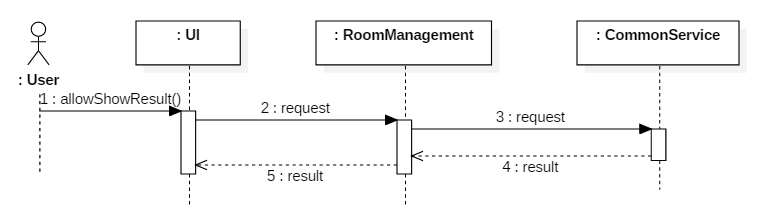 : UI
: RoomManagement
: CommonService
: User
1 : allowShowResult()
2 : request
3 : request
4 : result
5 : result